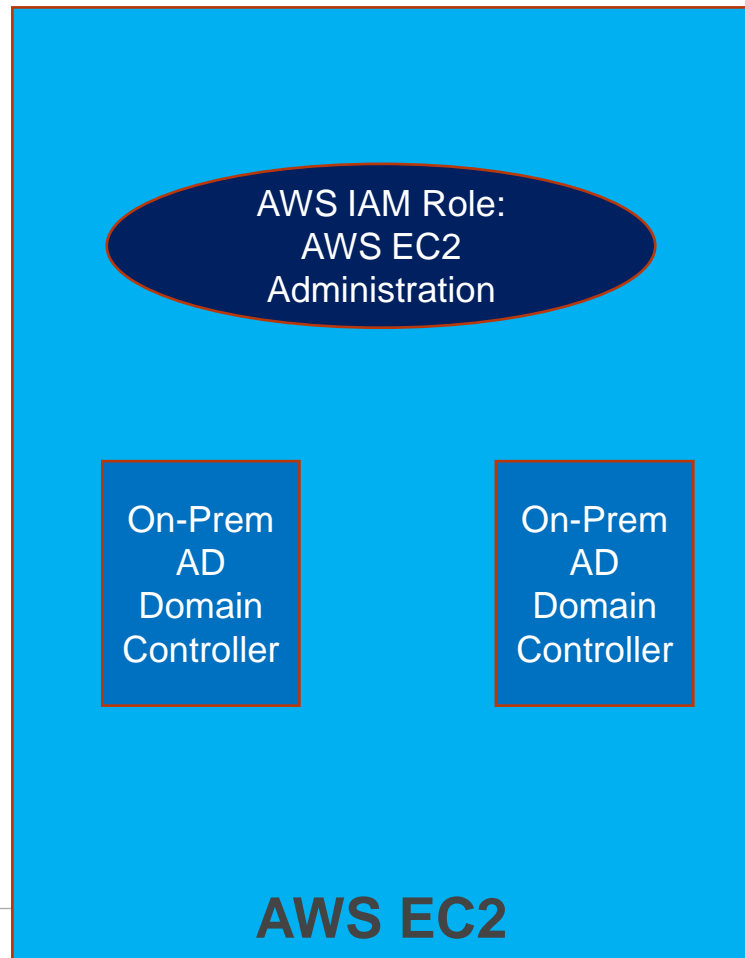 AWS IAM Role:
AWS EC2
Administration
On-Prem
AD
Domain
Controller
On-Prem
AD
Domain
Controller
AWS EC2